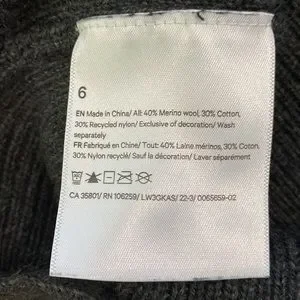 6
EN Made in China/ All: 40% Merino wool, 30% Cotton,
30% Recycled nylon/ Exclusive of decoration/ Wash
separately
FR Fabriqué en Chine/ Tout: 40% Laine mérinos, 30% Coton,
30% Nylon recyclé/ Sauf la décoration/ Laver séparément
CA 35801/ RN 106259/ LW3GKAS/ 22-3/ 0065659-02